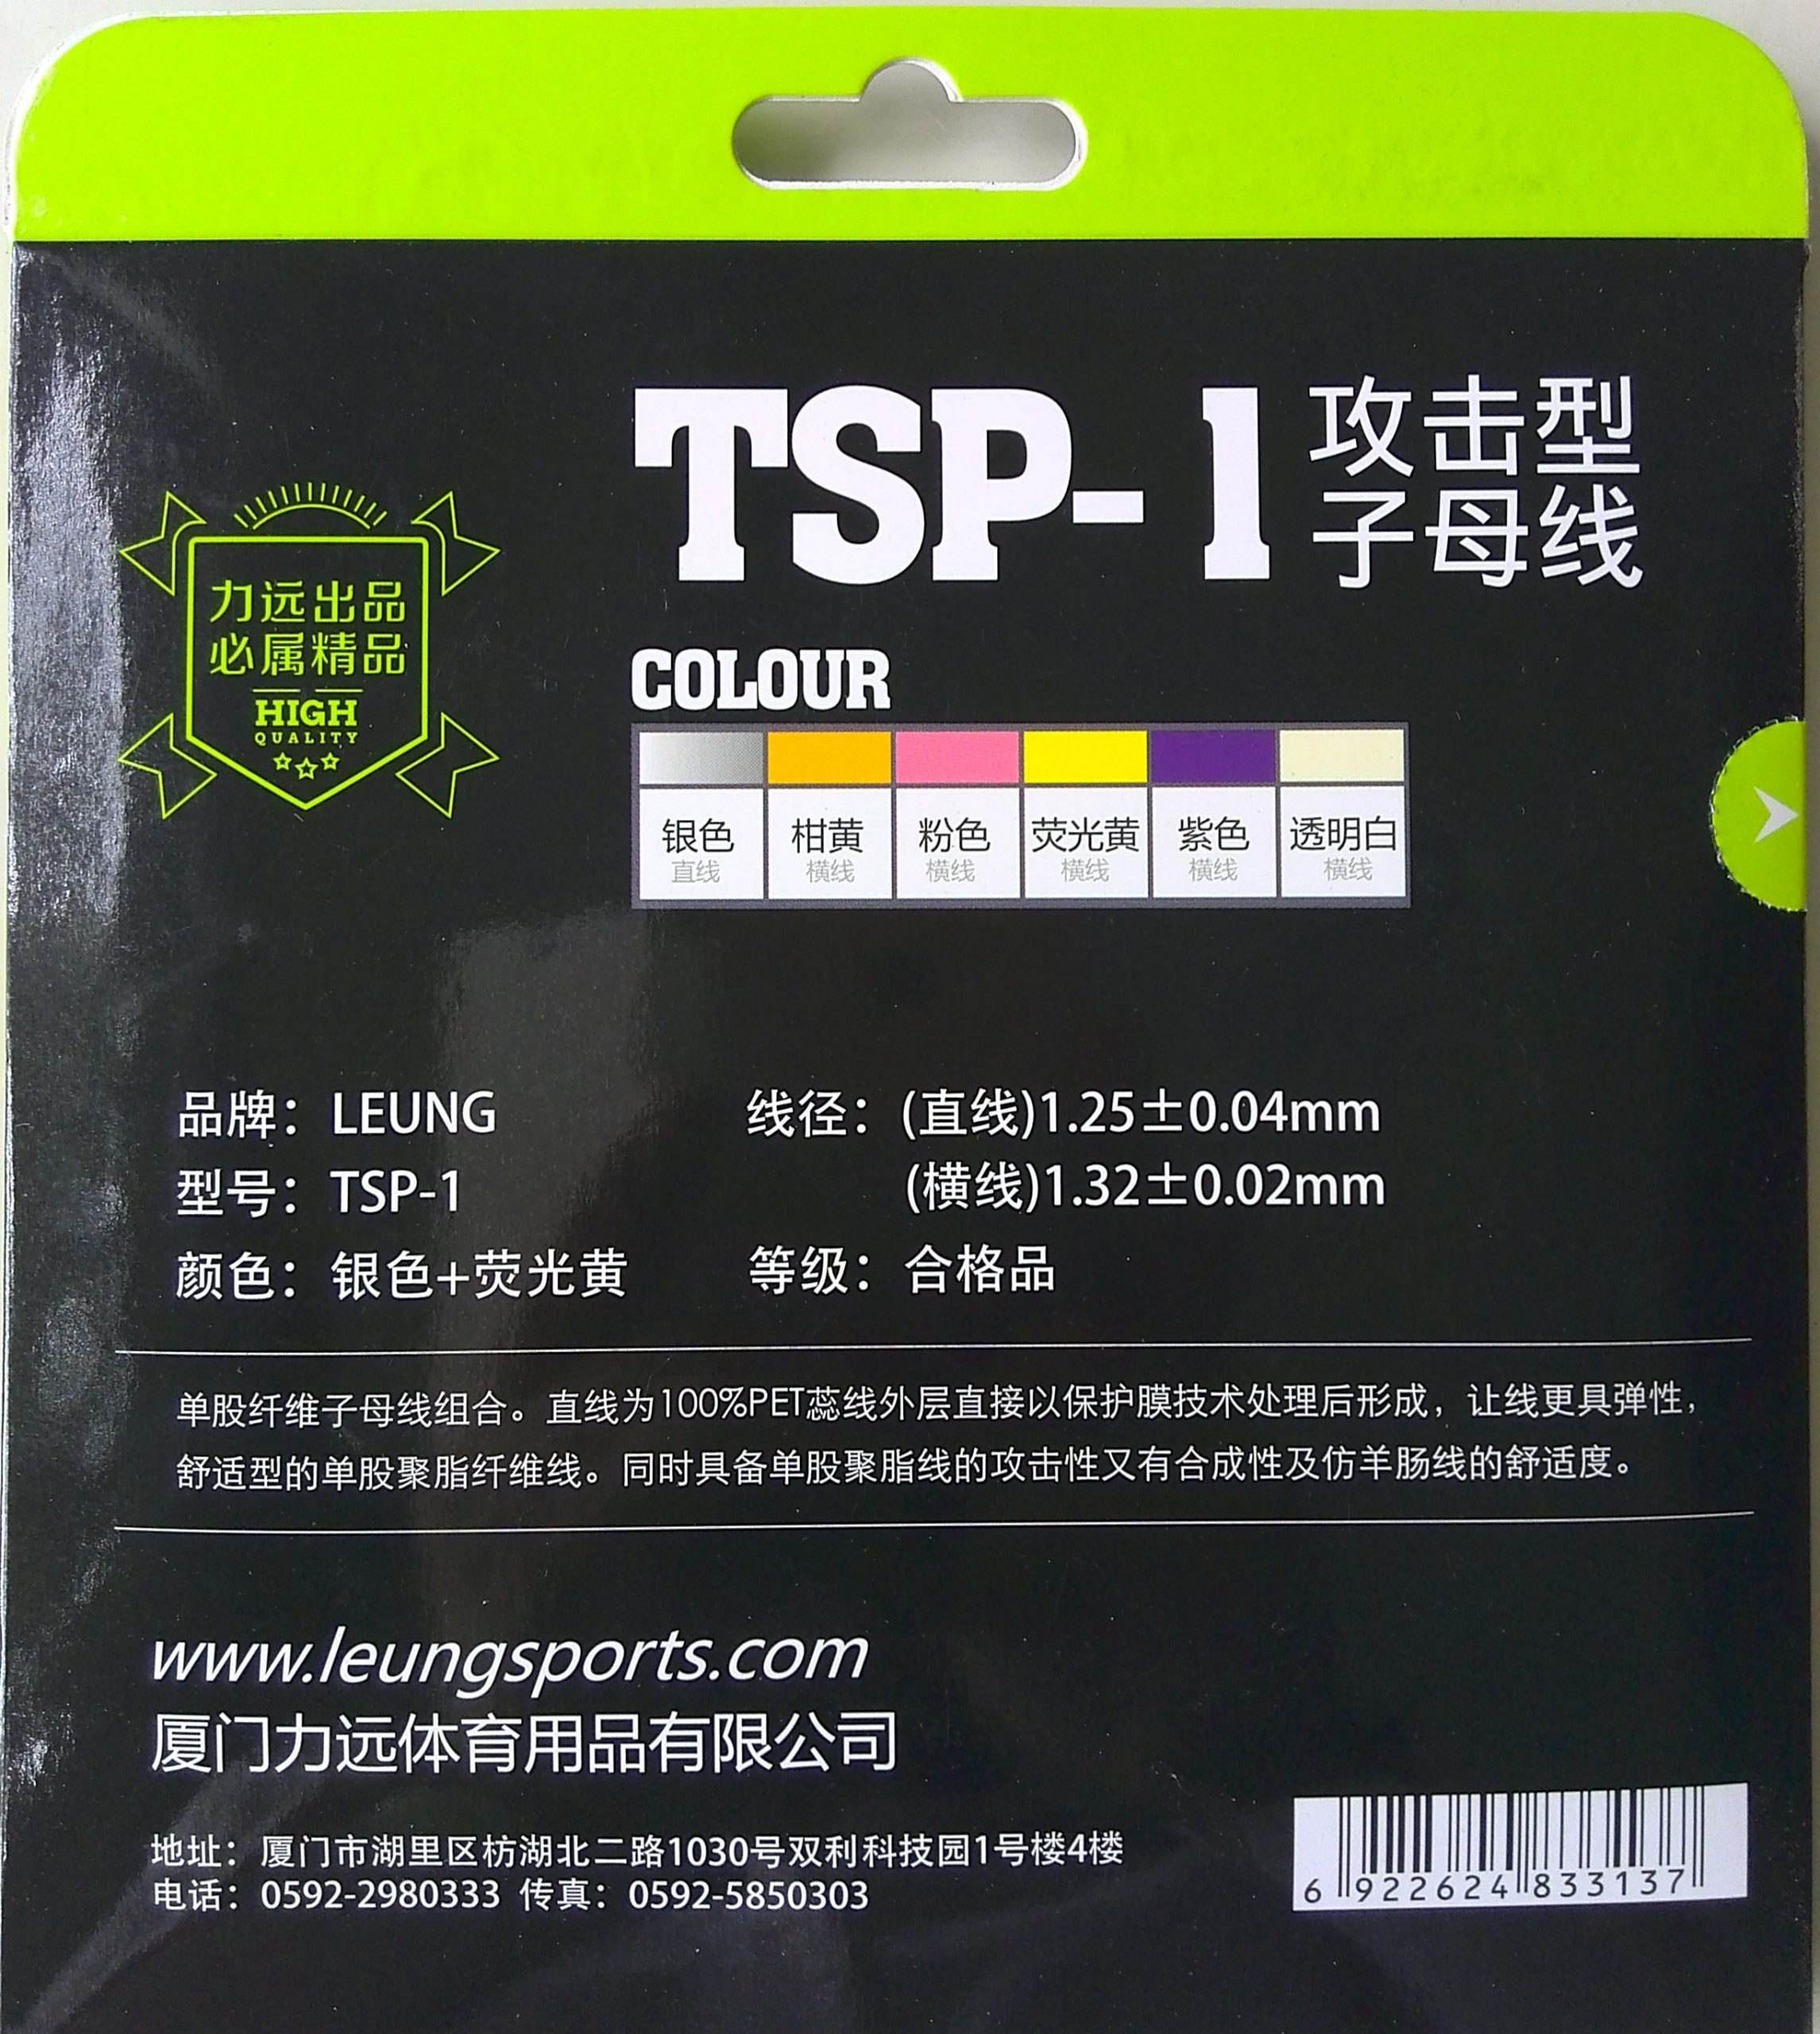 TSP-1 攻击型
子母线
力远出品
必属精品
HIGH
QUALITY
COLOUR
银色 柑黄 粉色 荧光黄 紫色 透明白
直线 横线 横线 横线 横线 横线
品牌：LEUNG 线径：(直线)1.25±0.04mm
型号：TSP-1 (横线)1.32±0.02mm
颜色：银色+荧光黄 等级：合格品
单股纤维子母线组合。直线为100%PET蕊线外层直接以保护膜技术处理后形成，让线更具弹性，
舒适型的单股聚脂纤维线。同时具备单股聚脂线的攻击性又有合成性及仿羊肠线的舒适度。
www.leungsports.com
厦门力远体育用品有限公司
地址：厦门市湖里区枋湖北二路1030号双利科技园1号楼4楼
电话：0592-2980333 传真：0592-5850303
6 922624 833137